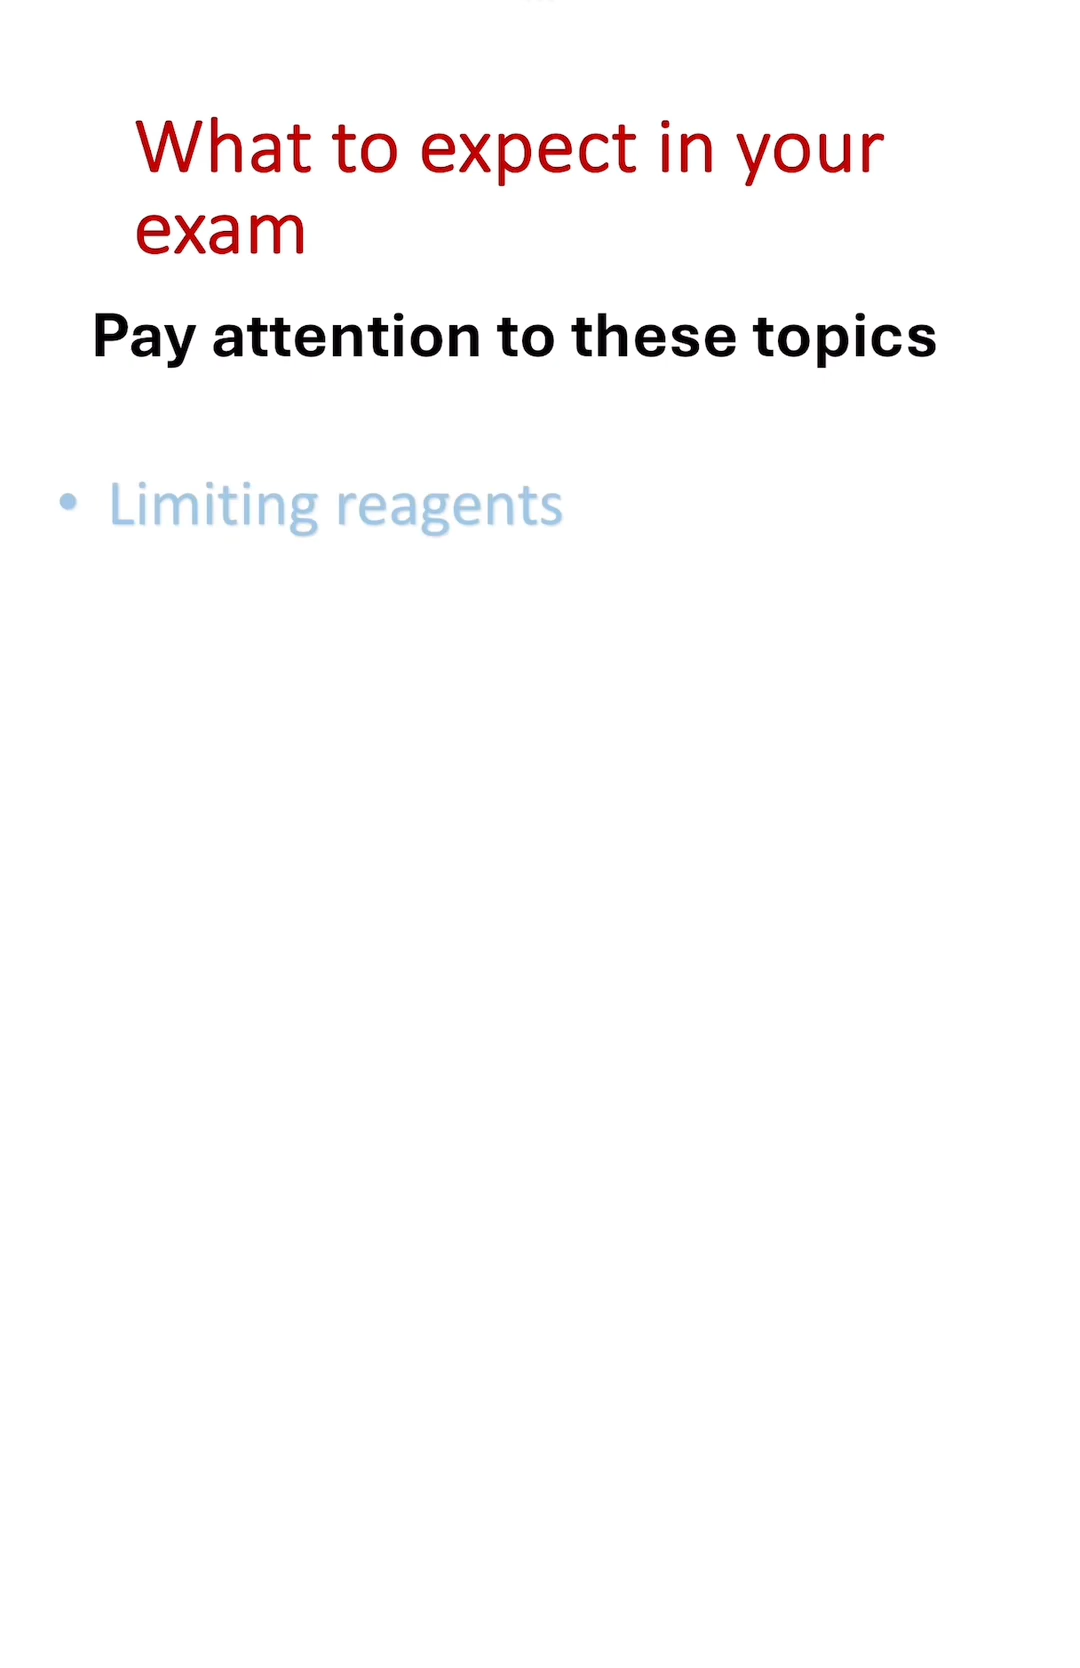 What to expect in your
exam
Pay attention to these topics
• Limiting reagents